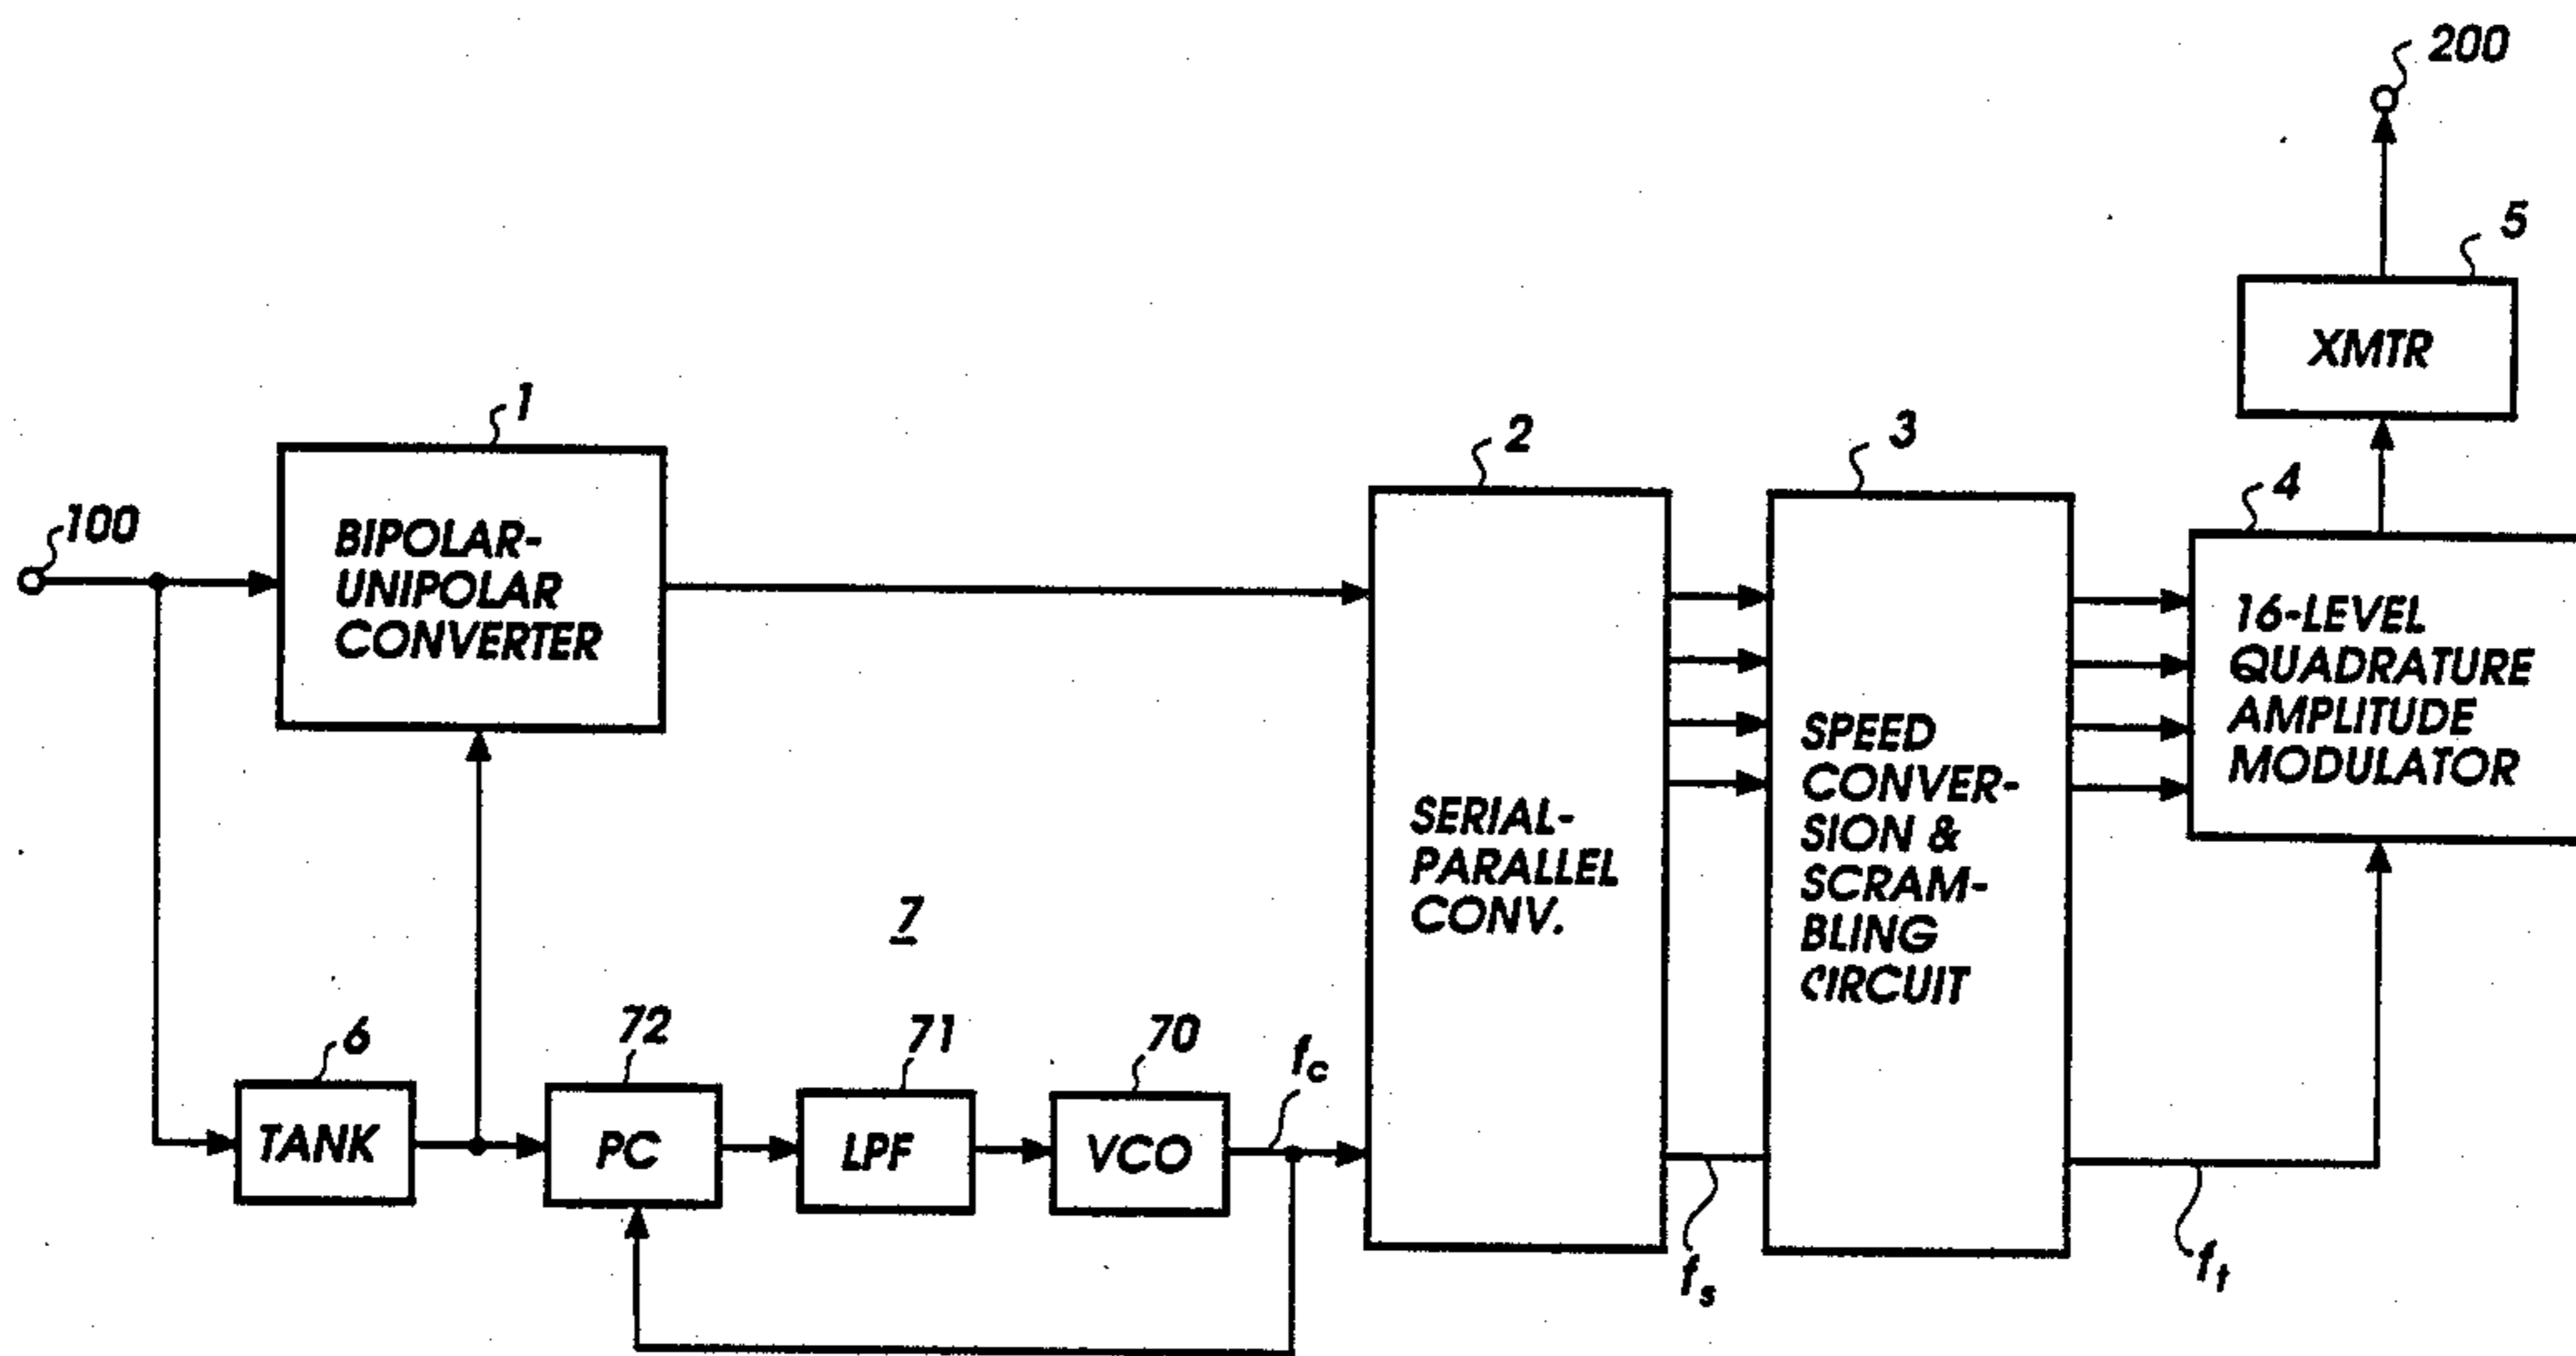 200
5
XMTR
1
2
3
4
100
BIPOLAR-
UNIPOLAR
CONVERTER
16-LEVEL
QUADRATURE
AMPLITUDE
MODULATOR
SERIAL-
PARALLEL
CONV.
SPEED
CONVER-
SION &
SCRAM-
BLING
CIRCUIT
7
6
72
71
70
fc
TANK
PC
LPF
VCO
fs
ft